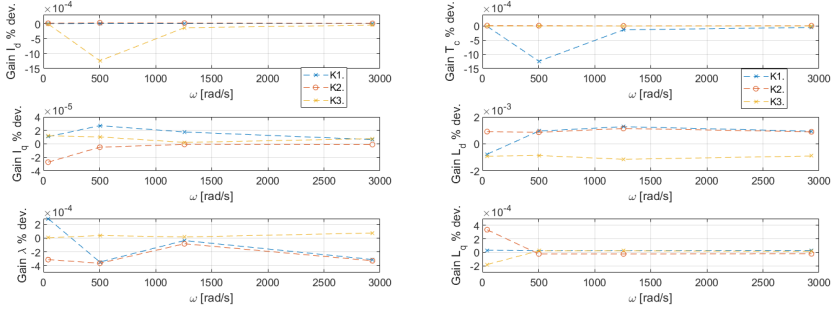 ×10⁻⁴
Gain I_d % dev.
0
-5
-10
-15
0 500 1000 1500 2000 2500 3000
ω [rad/s]
K1.
K2.
K3.
×10⁻⁵
Gain I_q % dev.
4
2
0
-2
-4
0 500 1000 1500 2000 2500 3000
ω [rad/s]
×10⁻⁴
Gain λ % dev.
2
0
-2
-4
0 500 1000 1500 2000 2500 3000
ω [rad/s]
×10⁻⁴
Gain T_c % dev.
0
-5
-10
-15
0 500 1000 1500 2000 2500 3000
ω [rad/s]
K1.
K2.
K3.
×10⁻³
Gain L_d % dev.
2
0
-2
0 500 1000 1500 2000 2500 3000
ω [rad/s]
×10⁻⁴
Gain L_q % dev.
4
2
0
-2
0 500 1000 1500 2000 2500 3000
ω [rad/s]